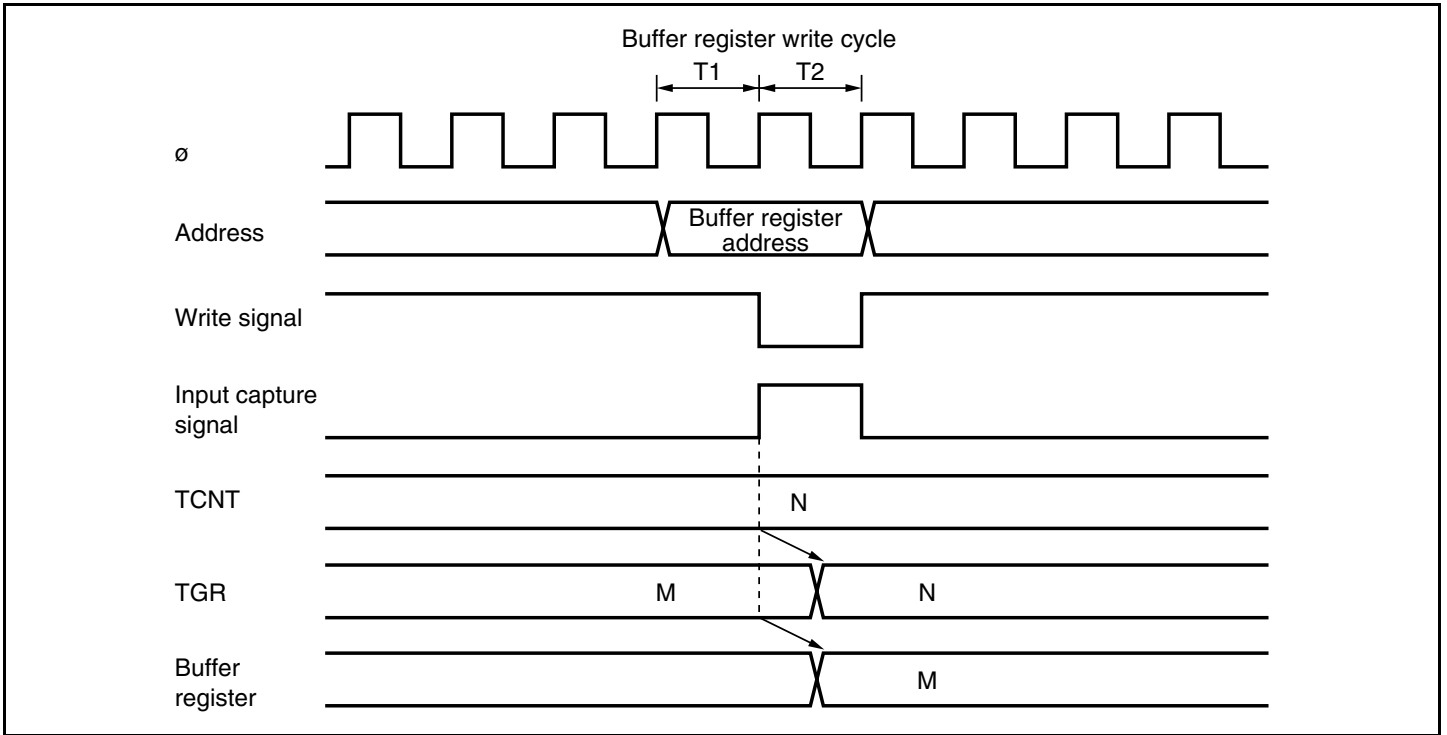 Buffer register write cycle
T1 T2
ø
Address
Buffer register
address
Write signal
Input capture
signal
TCNT
N
TGR
M
N
Buffer
register
M